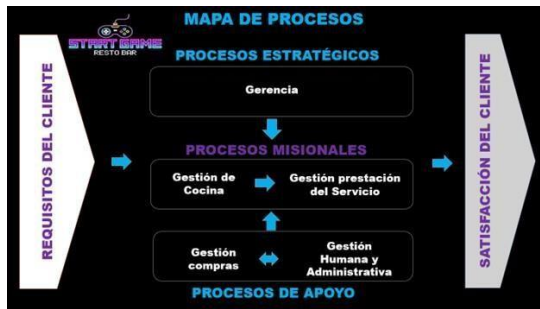 MAPA DE PROCESOS
START GAME
RESTO BAR
PROCESOS ESTRATÉGICOS
Gerencia
PROCESOS MISIONALES
Gestión de
Cocina
Gestión prestación
del Servicio
Gestión
compras
Gestión
Humana y
Administrativa
PROCESOS DE APOYO
REQUISITOS DEL CLIENTE
SATISFACCIÓN DEL CLIENTE